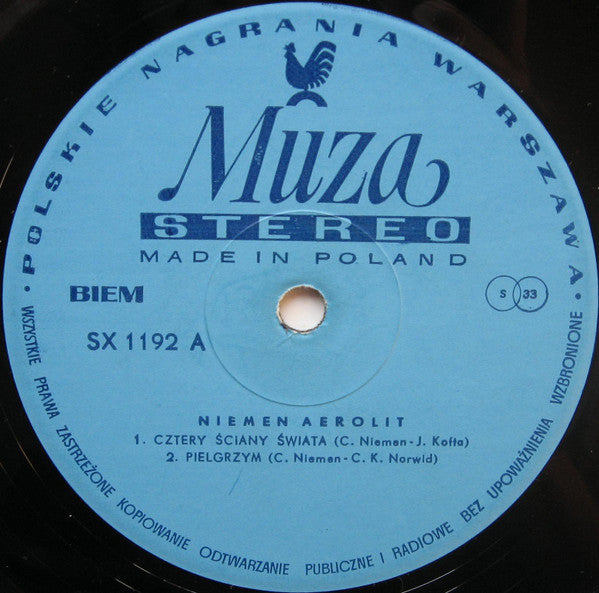 • POLSKIE NAGRANIA WARSZAWA •
Muza
STEREO
MADE IN POLAND
BIEM
S 33
SX 1192 A
NIEMEN AEROLIT
1. CZTERY ŚCIANY ŚWIATA (C. Niemen-J. Kofta)
2. PIELGRZYM (C. Niemen-C. K. Norwid)
WSZYSTKIE PRAWA ZASTRZEŻONE KOPIOWANIE ODTWARZANIE PUBLICZNE I RADIOWE BEZ UPOWAŻNIENIA WZBRONIONE